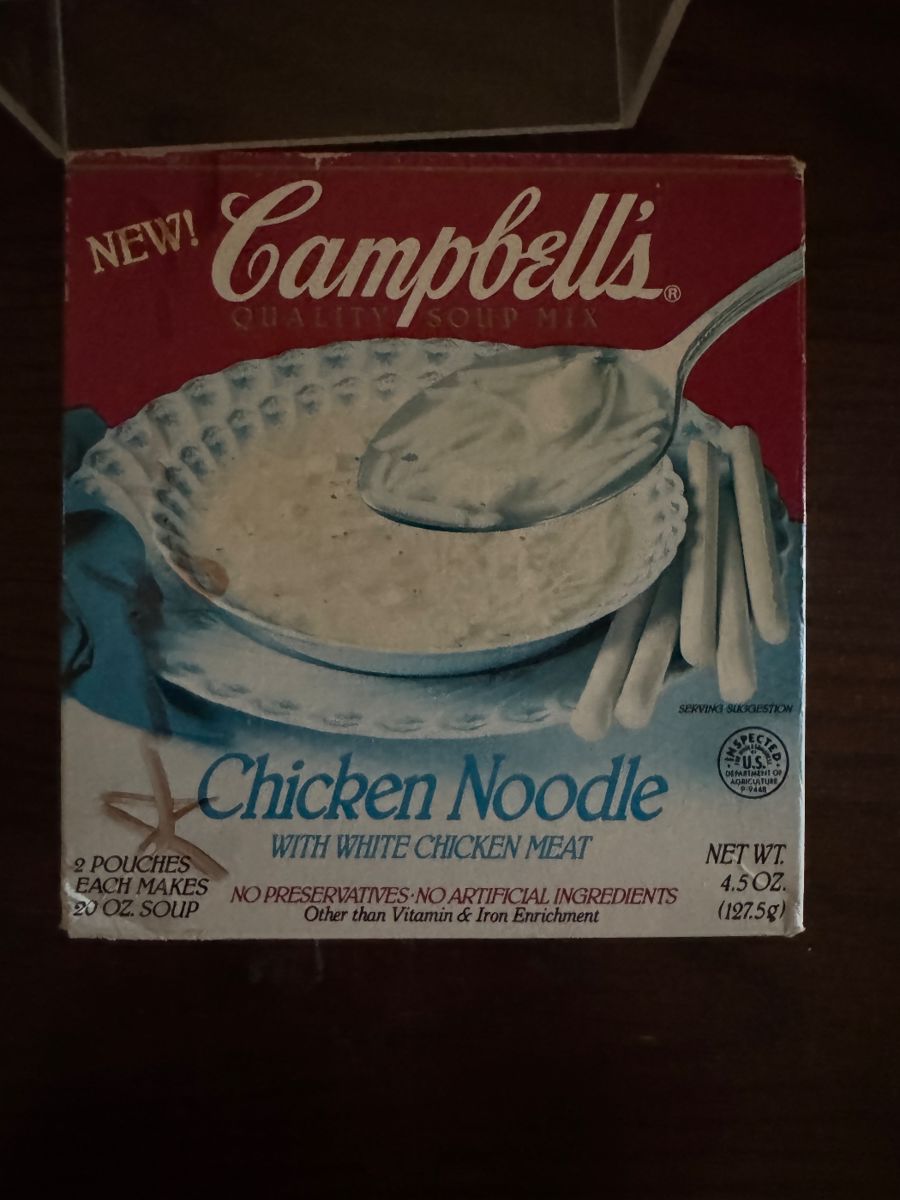 NEW!
Campbell's®
QUALITY SOUP MIX
SERVING SUGGESTION
INSPECTED
U.S.
DEPARTMENT OF
AGRICULTURE
P-944B
Chicken Noodle
WITH WHITE CHICKEN MEAT
2 POUCHES
EACH MAKES
20 OZ. SOUP
NO PRESERVATIVES·NO ARTIFICIAL INGREDIENTS
Other than Vitamin & Iron Enrichment
NET WT.
4.5 OZ.
(127.5g)